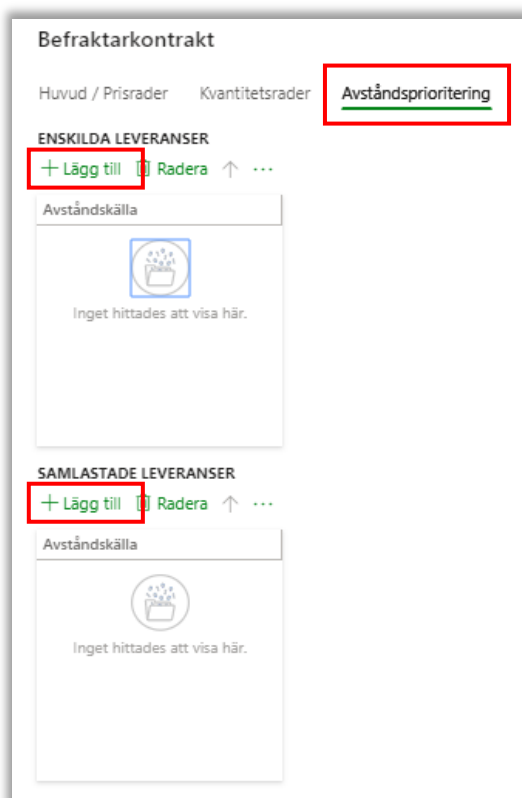 Befraktarkontrakt
Huvud / Prisrader Kvantitetsrader Avståndsprioritering
ENSKILDA LEVERANSER
+ Lägg till Radera ↑ ···
Avståndskälla
Inget hittades att visa här.
SAMLASTADE LEVERANSER
+ Lägg till Radera ↑ ···
Avståndskälla
Inget hittades att visa här.